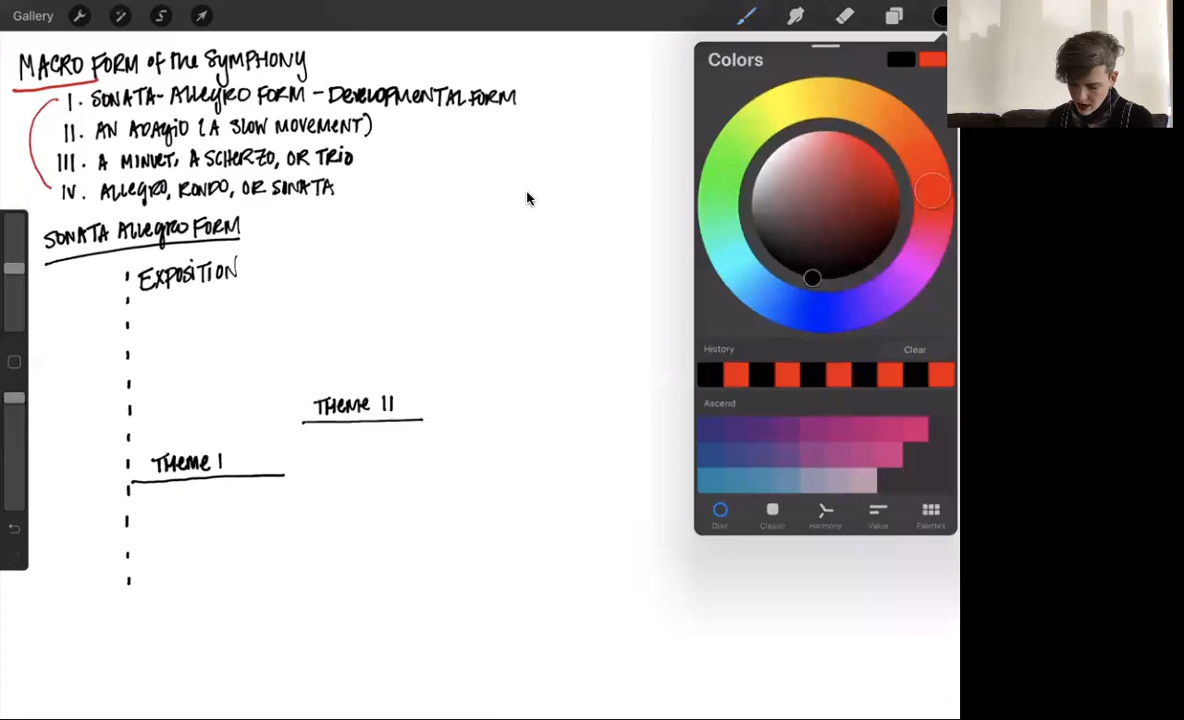 Gallery
MACRO FORM of the SYMPHONY
I. SONATA-ALLEGRO FORM - DEVELOPMENTAL FORM
II. AN ADAGIO (A SLOW MOVEMENT)
III. A MINUET, A SCHERZO, OR TRIO
IV. ALLEGRO, RONDO, OR SONATA
SONATA ALLEGRO FORM
EXPOSITION
THEME II
THEME I
Colors
History Clear
Ascend
Disc Classic Harmony Value Palettes